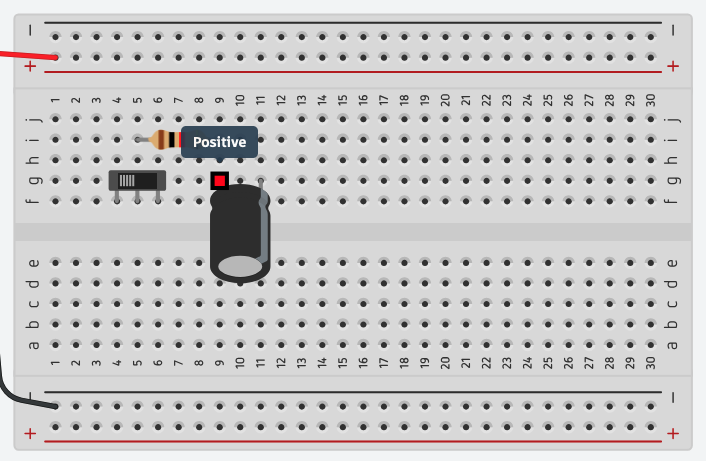 − −
+ +
1 2 3 4 5 6 7 8 9 10 11 12 13 14 15 16 17 18 19 20 21 22 23 24 25 26 27 28 29 30
j j
i i
Positive
h h
g g
f f
e e
d d
c c
b b
a a
1 2 3 4 5 6 7 8 9 10 11 12 13 14 15 16 17 18 19 20 21 22 23 24 25 26 27 28 29 30
− −
+ +